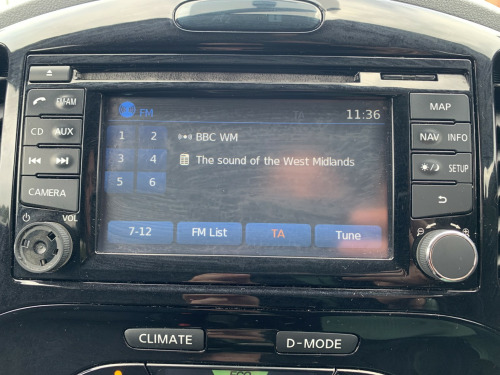 FM
11:36
1 2
BBC WM
3 4
The sound of the West Midlands
5 6
7-12
FM List
TA
Tune
FM·AM
CD
AUX
CAMERA
VOL
MAP
NAV
INFO
SETUP
CLIMATE
D-MODE
ECO